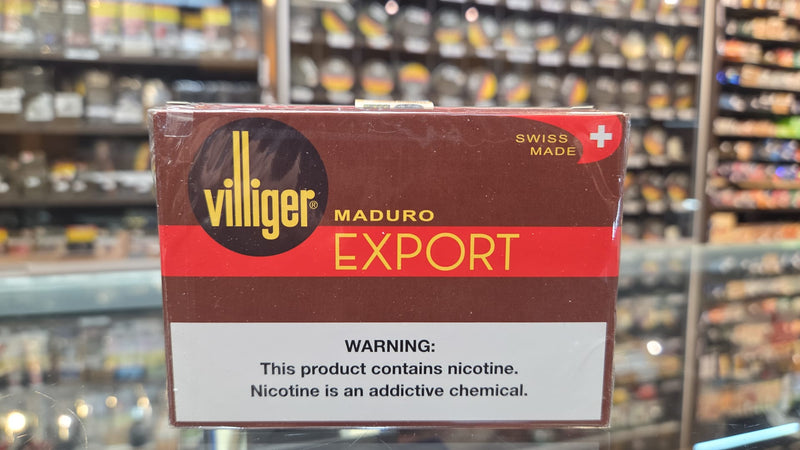 villiger®
SWISS
MADE
MADURO
EXPORT
WARNING:
This product contains nicotine.
Nicotine is an addictive chemical.